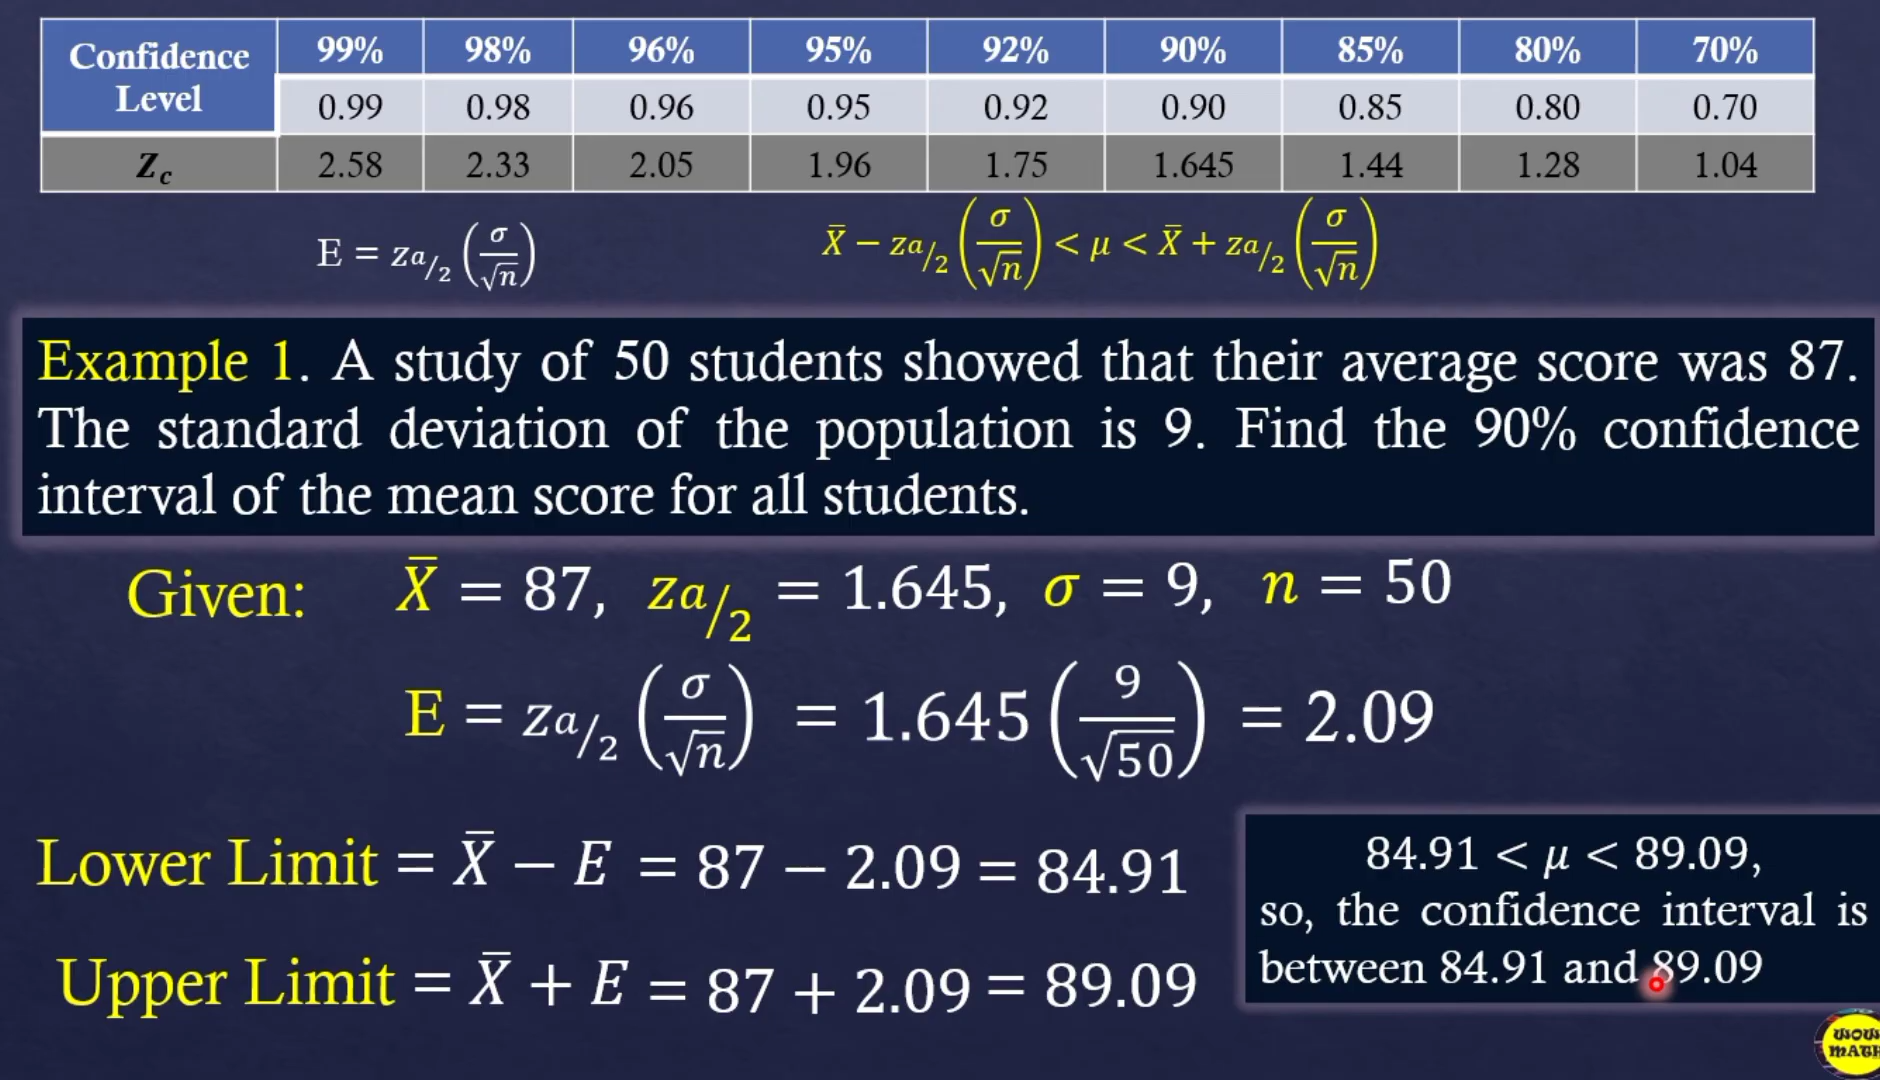 Confidence Level 99% 98% 96% 95% 92% 90% 85% 80% 70%
0.99 0.98 0.96 0.95 0.92 0.90 0.85 0.80 0.70
Zc 2.58 2.33 2.05 1.96 1.75 1.645 1.44 1.28 1.04
E = za/2 (σ/√n)
X̄ − za/2 (σ/√n) < μ < X̄ + za/2 (σ/√n)
Example 1. A study of 50 students showed that their average score was 87.
The standard deviation of the population is 9. Find the 90% confidence
interval of the mean score for all students.
Given: X̄ = 87, za/2 = 1.645, σ = 9, n = 50
E = za/2 (σ/√n) = 1.645 (9/√50) = 2.09
Lower Limit = X̄ − E = 87 − 2.09 = 84.91
Upper Limit = X̄ + E = 87 + 2.09 = 89.09
84.91 < μ < 89.09,
so, the confidence interval is
between 84.91 and 89.09
WOW
MATH